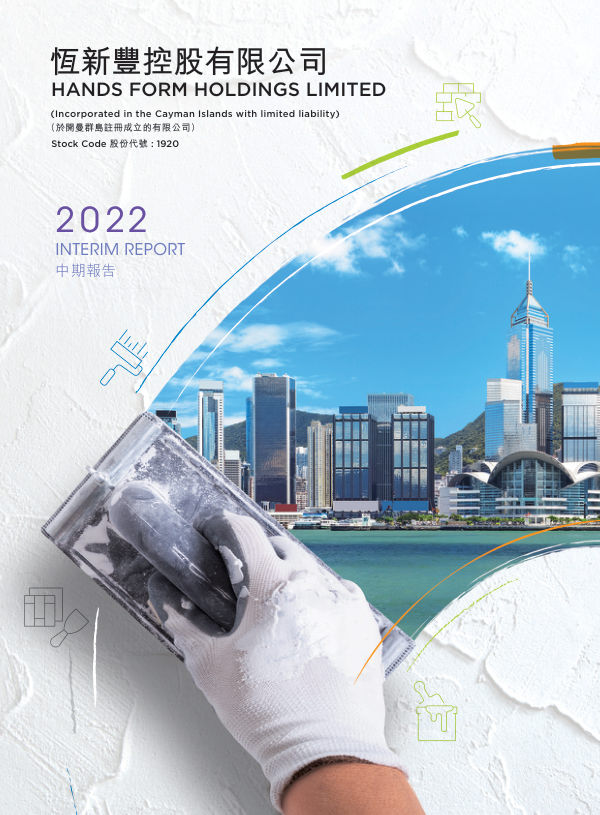 恆新豐控股有限公司
HANDS FORM HOLDINGS LIMITED
(Incorporated in the Cayman Islands with limited liability)
（於開曼群島註冊成立的有限公司）
Stock Code 股份代號 : 1920
2022
INTERIM REPORT
中期報告